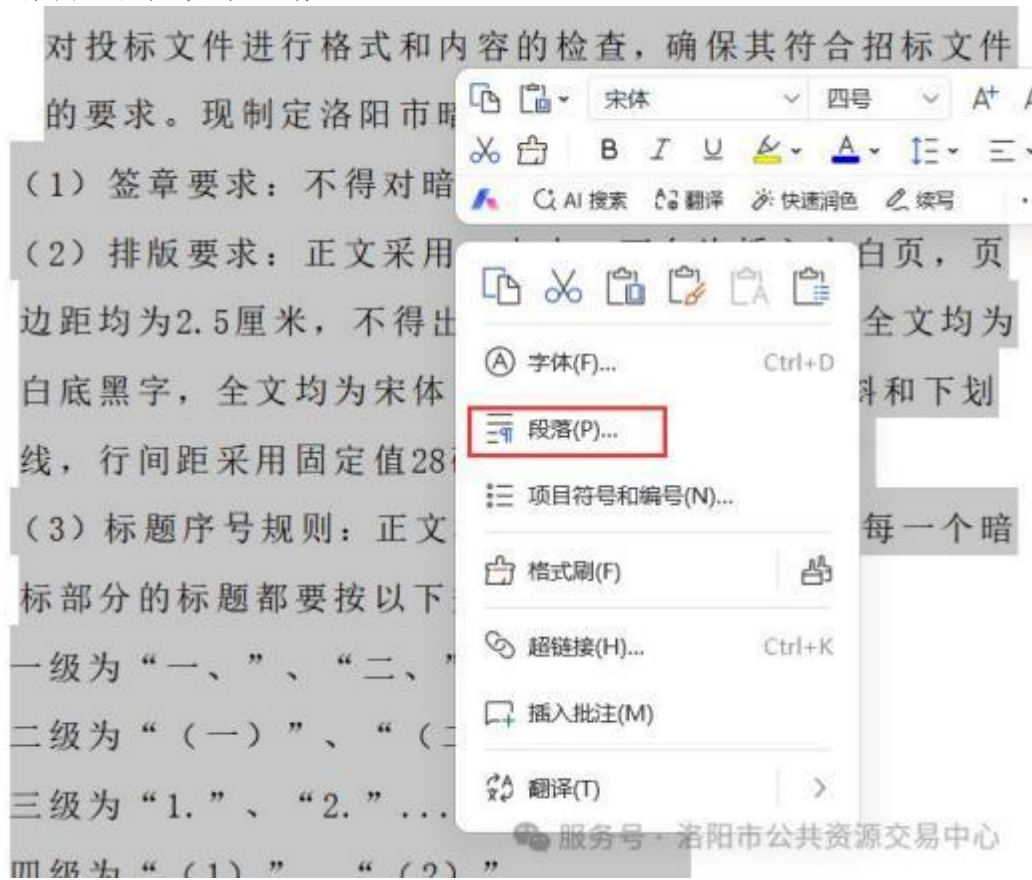 对投标文件进行格式和内容的检查，确保其符合招标文件
的要求。现制定洛阳市暗
宋体 四号 A+
B I U A
AI 搜索 翻译 快速润色 续写
（1）签章要求：不得对暗
（2）排版要求：正文采用 白页，页
边距均为2.5厘米，不得出 全文均为
白底黑字，全文均为宋体 和下划
线，行间距采用固定值28
（3）标题序号规则：正文 每一个暗
标部分的标题都要按以下
一级为“一、”、“二、”
二级为“（一）”、“（二
三级为“1.”、“2.”...
四级为“（1）”、“（2）”
字体(F)... Ctrl+D
段落(P)...
项目符号和编号(N)...
格式刷(F)
超链接(H)... Ctrl+K
插入批注(M)
翻译(T)
服务号 · 洛阳市公共资源交易中心